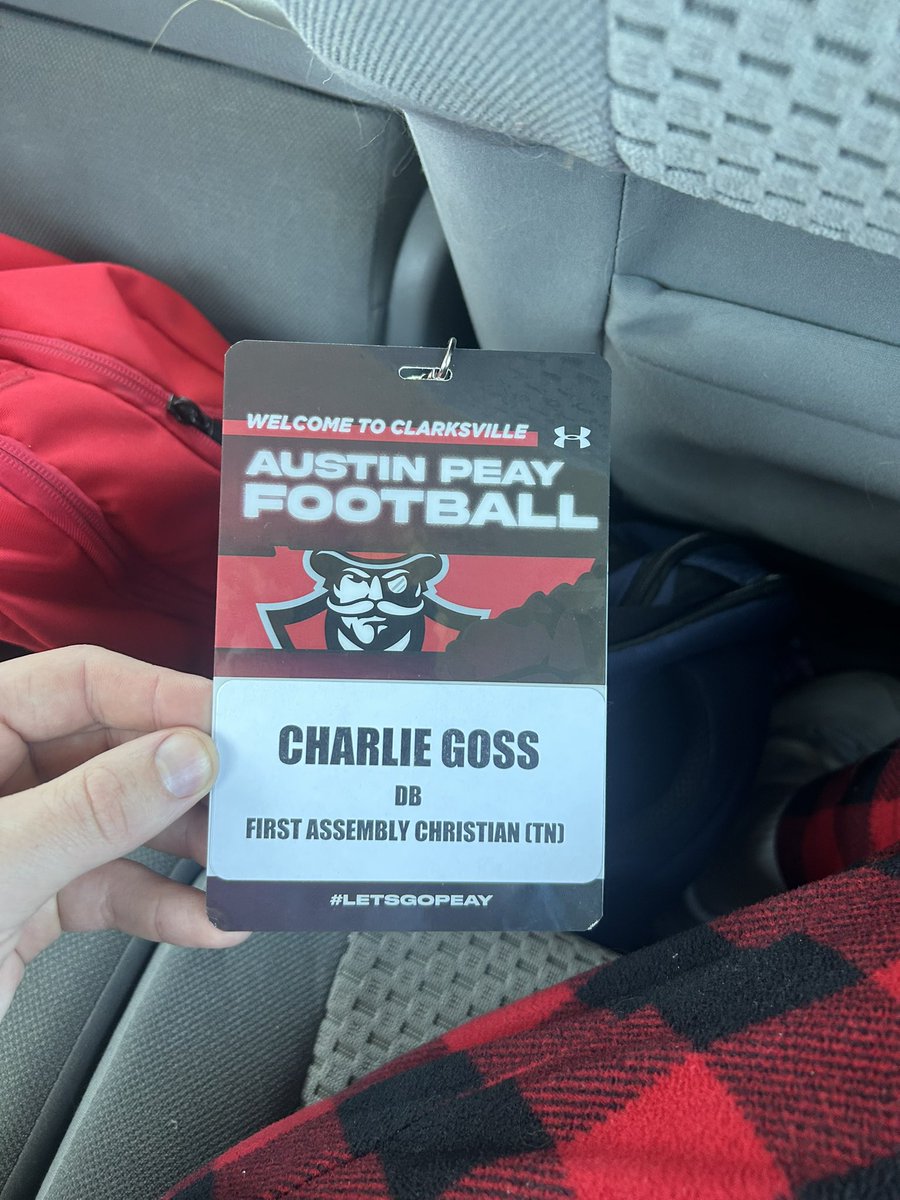 WELCOME TO CLARKSVILLE
AUSTIN PEAY
FOOTBALL
CHARLIE GOSS
DB
FIRST ASSEMBLY CHRISTIAN (TN)
#LETSGOPEAY